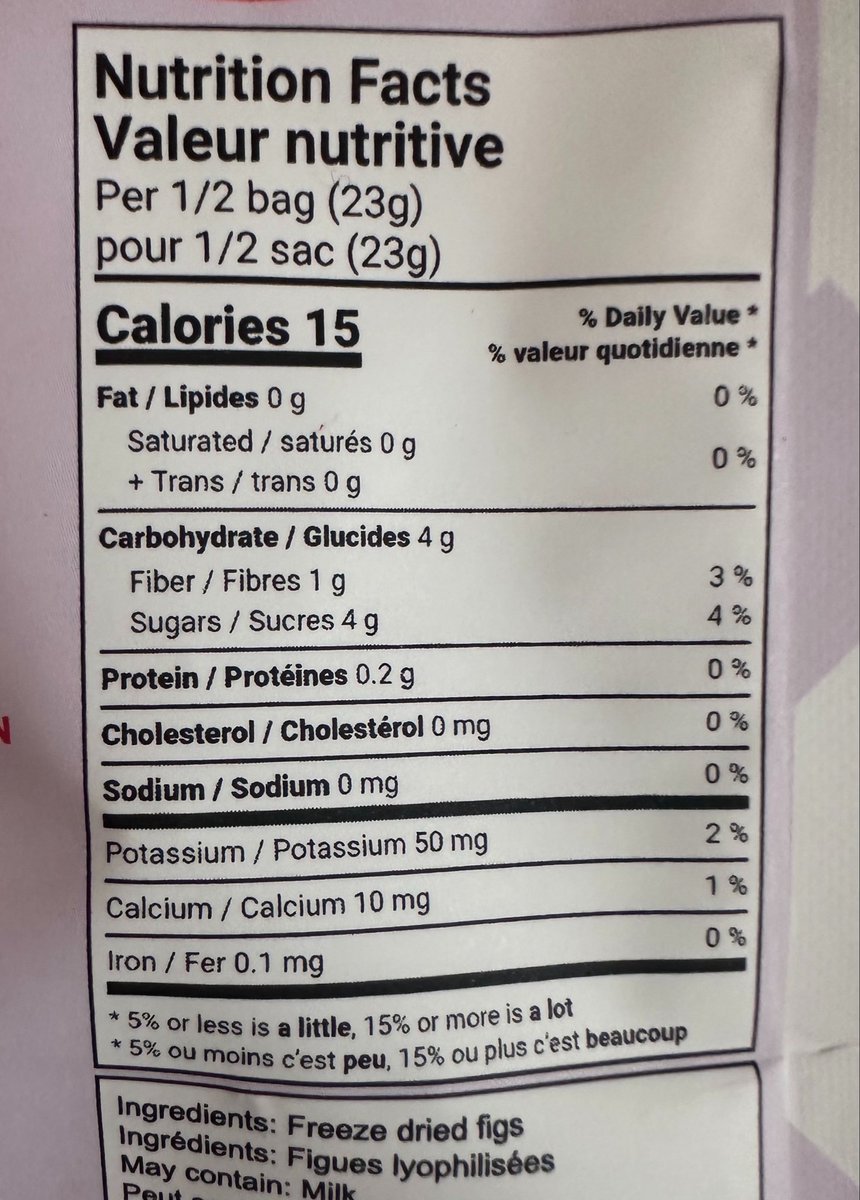 Nutrition Facts
Valeur nutritive
Per 1/2 bag (23g)
pour 1/2 sac (23g)
Calories 15
% Daily Value *
% valeur quotidienne *
Fat / Lipides 0 g 0 %
Saturated / saturés 0 g
+ Trans / trans 0 g 0 %
Carbohydrate / Glucides 4 g
Fiber / Fibres 1 g 3 %
Sugars / Sucres 4 g 4 %
Protein / Protéines 0.2 g 0 %
Cholesterol / Cholestérol 0 mg 0 %
Sodium / Sodium 0 mg 0 %
Potassium / Potassium 50 mg 2 %
Calcium / Calcium 10 mg 1 %
Iron / Fer 0.1 mg 0 %
* 5% or less is a little, 15% or more is a lot
* 5% ou moins c'est peu, 15% ou plus c'est beaucoup
Ingredients: Freeze dried figs
Ingrédients: Figues lyophilisées
May contain: Milk
Peut